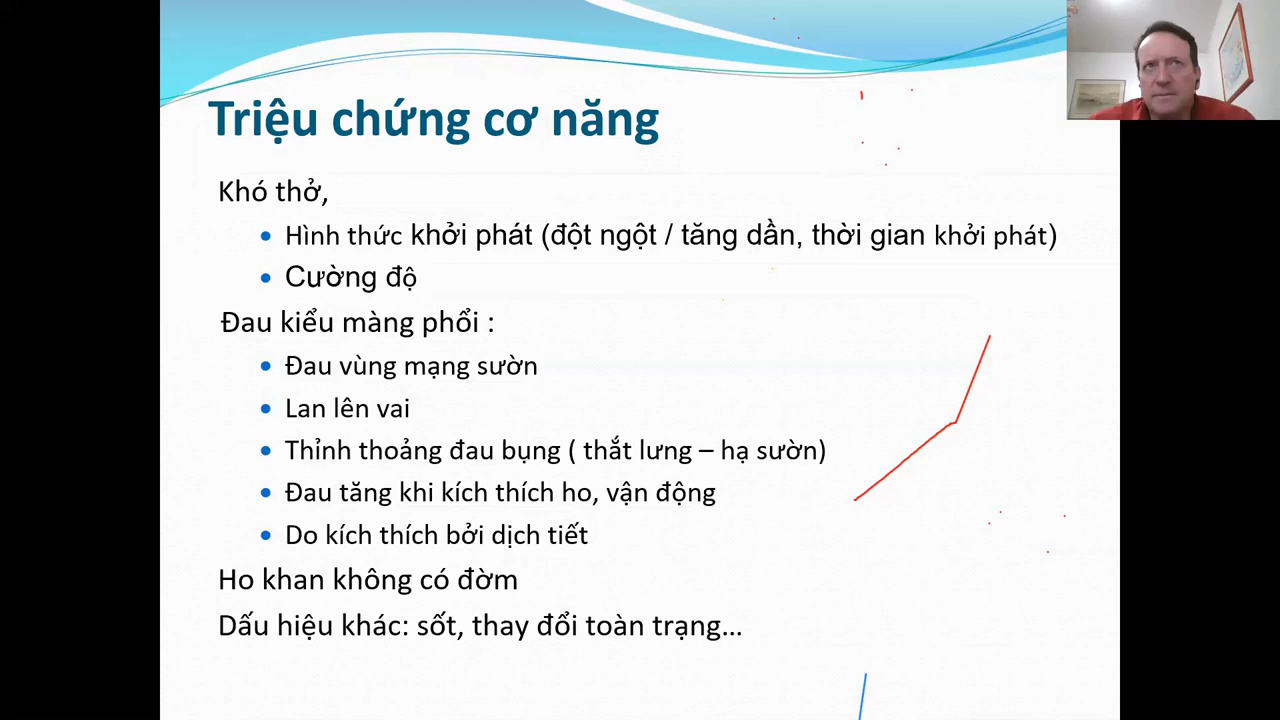 Triệu chứng cơ năng
Khó thở,
• Hình thức khởi phát (đột ngột / tăng dần, thời gian khởi phát)
• Cường độ
Đau kiểu màng phổi :
• Đau vùng mạng sườn
• Lan lên vai
• Thỉnh thoảng đau bụng ( thắt lưng – hạ sườn)
• Đau tăng khi kích thích ho, vận động
• Do kích thích bởi dịch tiết
Ho khan không có đờm
Dấu hiệu khác: sốt, thay đổi toàn trạng...